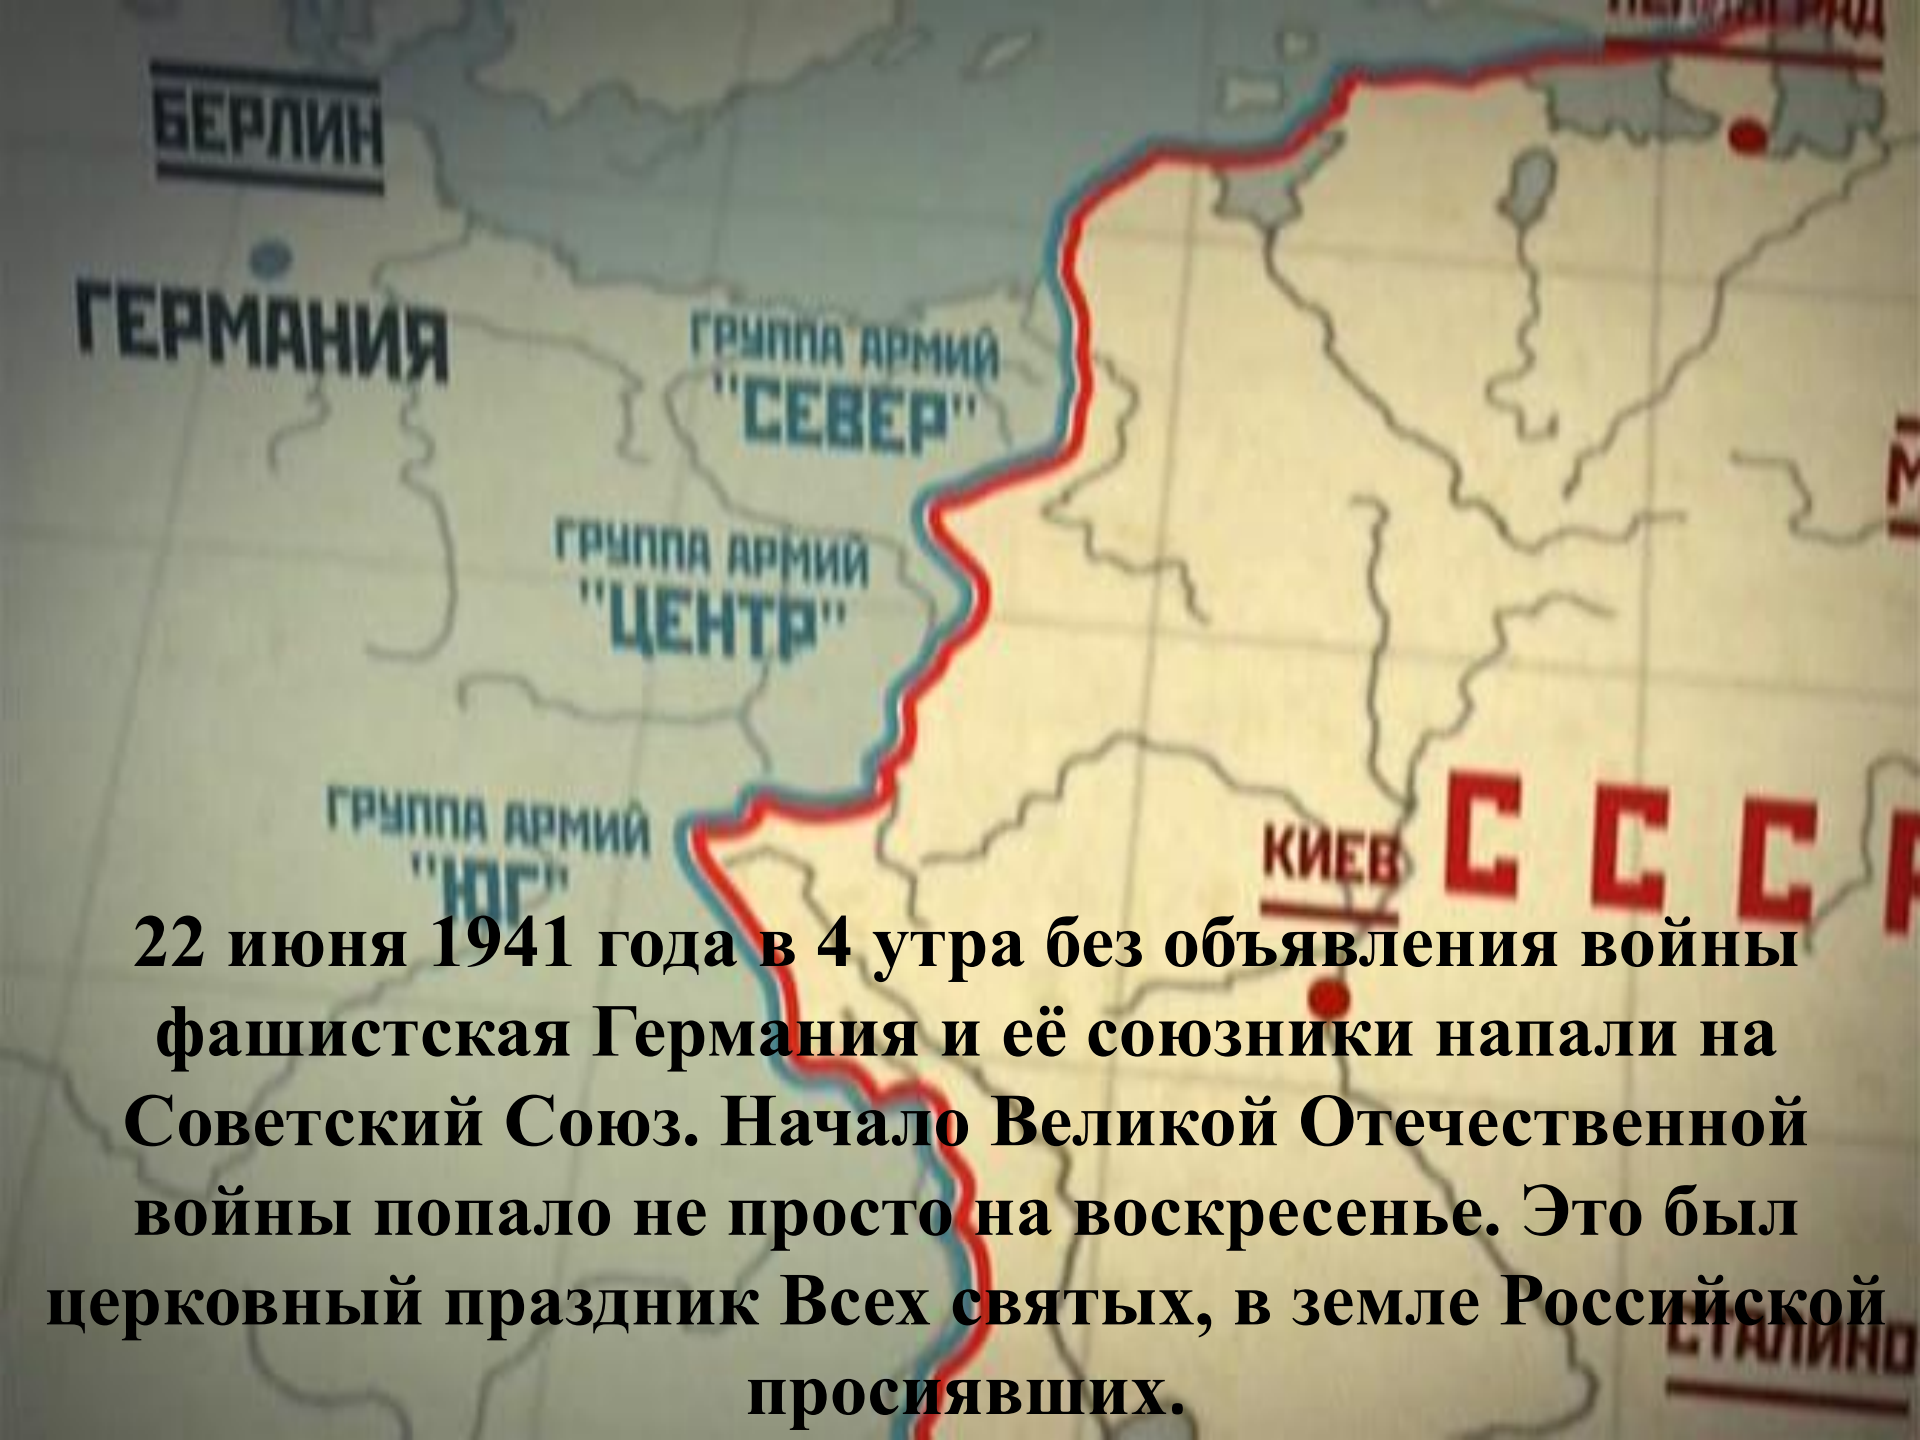 БЕРЛИН
ГЕРМАНИЯ
ГРУППА АРМИЙ
"СЕВЕР"
ГРУППА АРМИЙ
"ЦЕНТР"
ГРУППА АРМИЙ
"ЮГ"
КИЕВ
СССР
22 июня 1941 года в 4 утра без объявления войны
фашистская Германия и её союзники напали на
Советский Союз. Начало Великой Отечественной
войны попало не просто на воскресенье. Это был
церковный праздник Всех святых, в земле Российской
просиявших.
СТАЛИНО